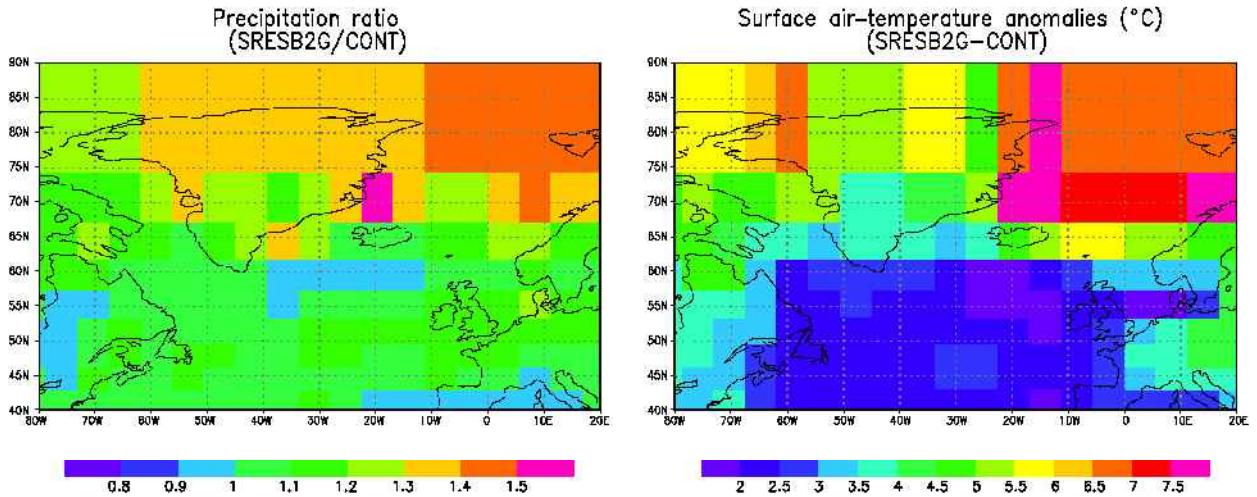 Precipitation ratio
(SRESB2G/CONT)
90N
85N
80N
75N
70N
65N
60N
55N
50N
45N
40N
80W 70W 60W 50W 40W 30W 20W 10W 0 10E 20E
0.8 0.9 1 1.1 1.2 1.3 1.4 1.5
Surface air-temperature anomalies (°C)
(SRESB2G-CONT)
90N
85N
80N
75N
70N
65N
60N
55N
50N
45N
40N
80W 70W 60W 50W 40W 30W 20W 10W 0 10E 20E
2 2.5 3 3.5 4 4.5 5 5.5 6 6.5 7 7.5